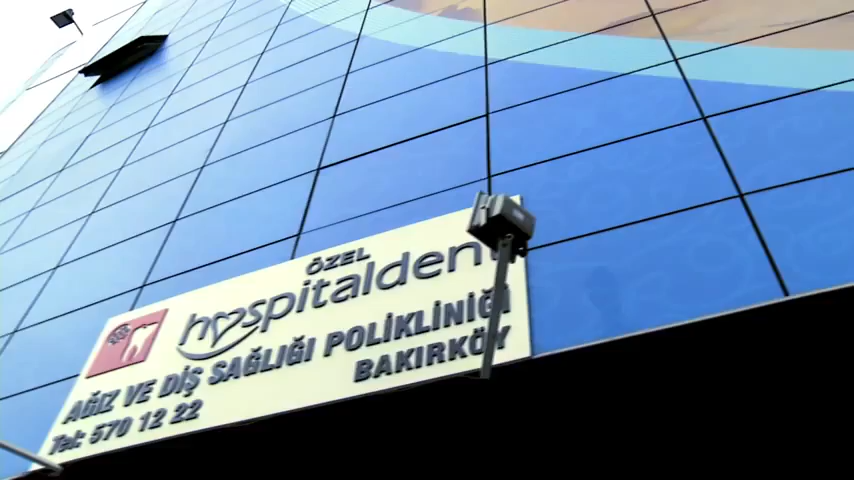 ÖZEL
hospitaldent
AĞIZ VE DİŞ SAĞLIĞI POLİKLİNİĞİ
BAKIRKÖY
Tel: 570 12 22